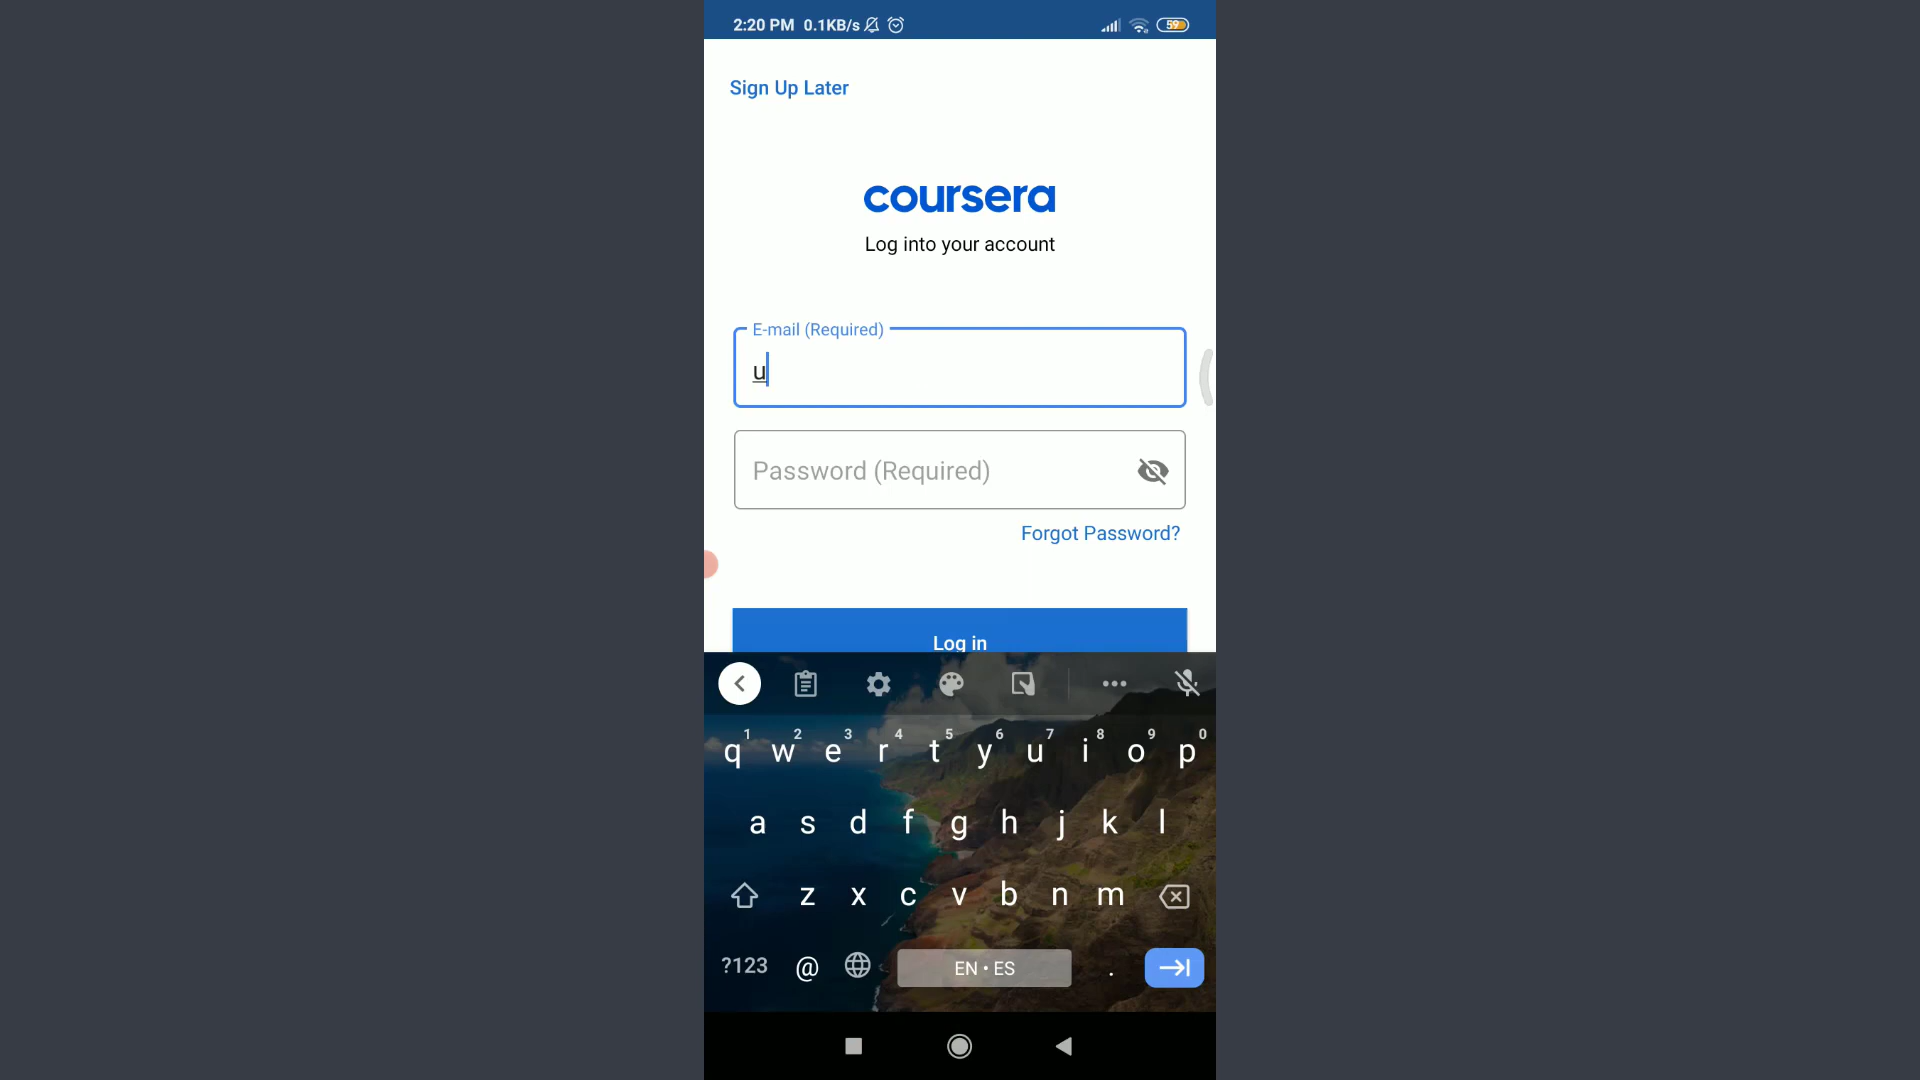 2:20 PM 0.1KB/s 59
Sign Up Later
coursera
Log into your account
E-mail (Required)
u
Password (Required)
Forgot Password?
Log in
1 2 3 4 5 6 7 8 9 0
q w e r t y u i o p
a s d f g h j k l
z x c v b n m
?123 @ EN • ES .